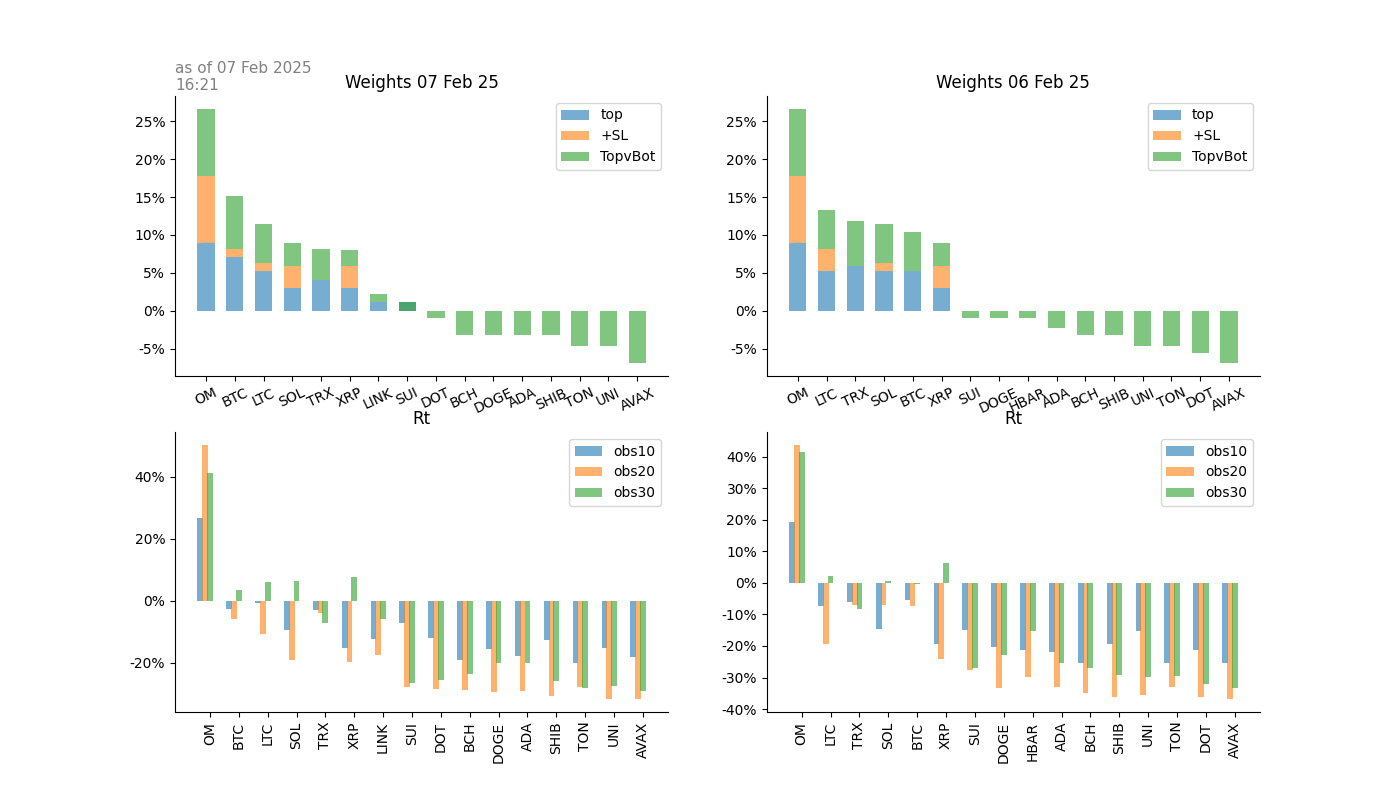 as of 07 Feb 2025
16:21
Weights 07 Feb 25
25%
20%
15%
10%
5%
0%
-5%
top
+SL
TopvBot
OM BTC LTC SOL TRX XRP LINK SUI DOT BCH DOGE ADA SHIB TON UNI AVAX
Weights 06 Feb 25
25%
20%
15%
10%
5%
0%
-5%
top
+SL
TopvBot
OM LTC TRX SOL BTC XRP SUI DOGE HBAR ADA BCH SHIB UNI TON DOT AVAX
Rt
40%
20%
0%
-20%
obs10
obs20
obs30
OM BTC LTC SOL TRX XRP LINK SUI DOT BCH DOGE ADA SHIB TON UNI AVAX
Rt
40%
30%
20%
10%
0%
-10%
-20%
-30%
-40%
obs10
obs20
obs30
OM LTC TRX SOL BTC XRP SUI DOGE HBAR ADA BCH SHIB UNI TON DOT AVAX